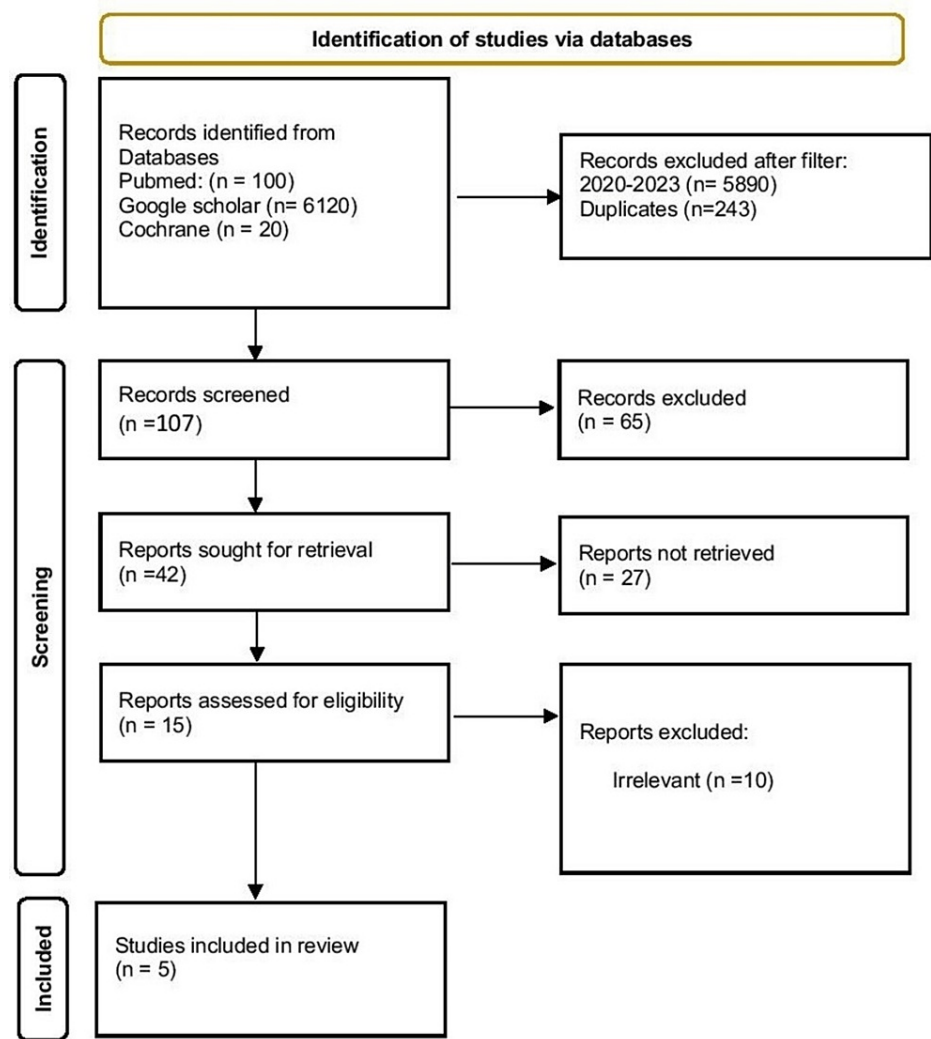 Identification of studies via databases
Identification
Records identified from
Databases
Pubmed: (n = 100)
Google scholar (n= 6120)
Cochrane (n = 20)
Records excluded after filter:
2020-2023 (n= 5890)
Duplicates (n=243)
Screening
Records screened
(n =107)
Records excluded
(n = 65)
Reports sought for retrieval
(n =42)
Reports not retrieved
(n = 27)
Reports assessed for eligibility
(n = 15)
Reports excluded:
Irrelevant (n =10)
Included
Studies included in review
(n = 5)